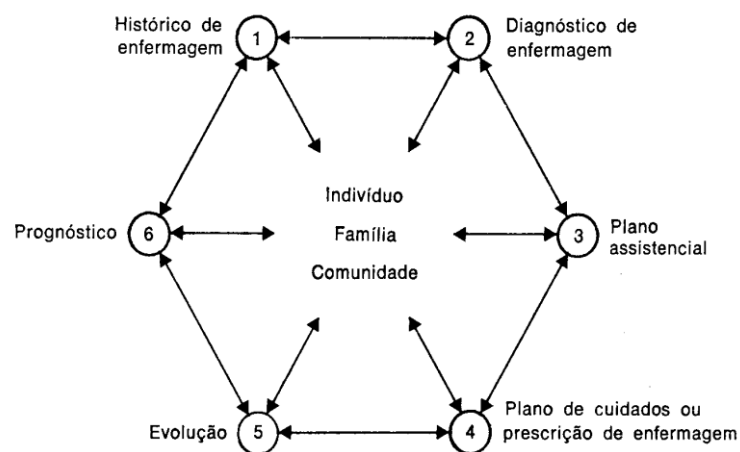 Histórico de
enfermagem
1
2
Diagnóstico de
enfermagem
Indivíduo
Prognóstico
6
Família
3
Plano
assistencial
Comunidade
Evolução
5
4
Plano de cuidados ou
prescrição de enfermagem